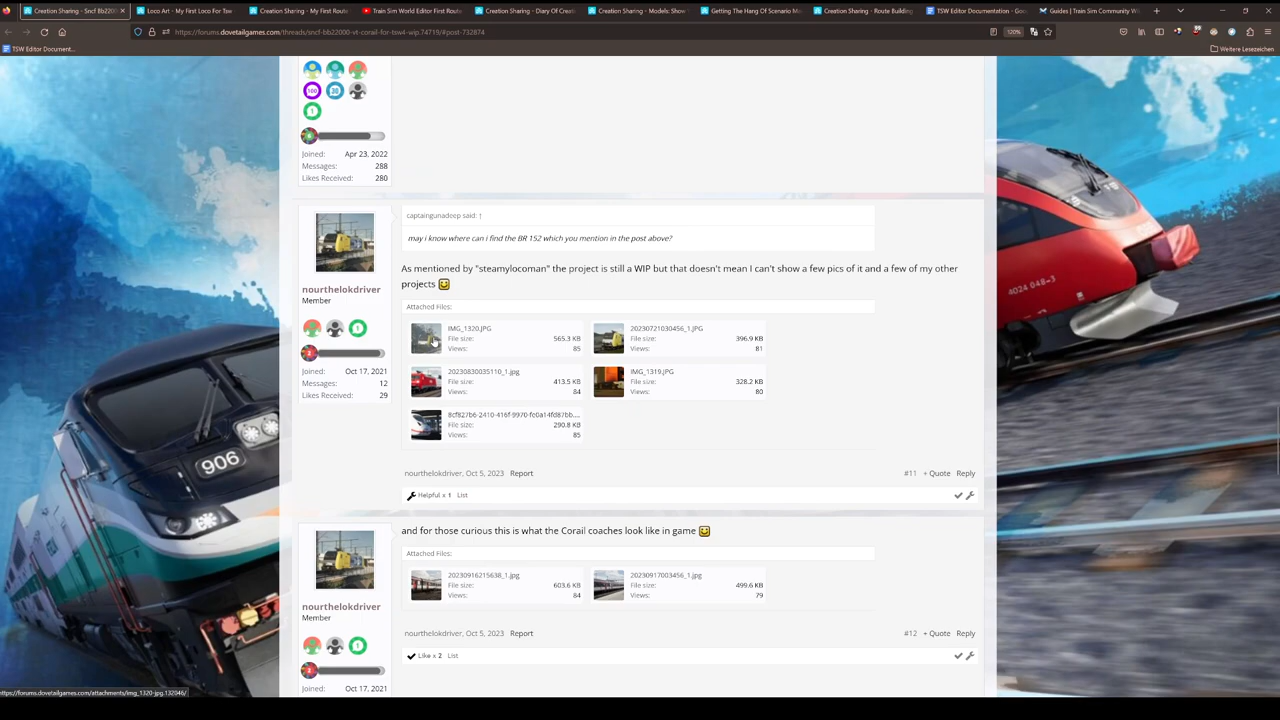 Creation Sharing - Sncf Bb22000
Loco Art - My First Loco For Tsw
Creation Sharing - My First Route
Train Sim World Editor First Rout
Creation Sharing - Diary Of Creat
Creation Sharing - Models: Show
Getting The Hang Of Scenario M
Creation Sharing - Route Building
TSW Editor Documentation - Goo
Guides | Train Sim Community Wi
https://forums.dovetailgames.com/threads/sncf-bb22000-vt-corail-for-tsw4-wip.74719/#post-732874
120%
TSW Editor Document...
Weitere Lesezeichen
100
Joined: Apr 23, 2022
Messages: 288
Likes Received: 280
captaingunadeep said: ↑
may i know where can i find the BR 152 which you mention in the post above?
nourthelokdriver
Member
Joined: Oct 17, 2021
Messages: 12
Likes Received: 29
As mentioned by "steamylocoman" the project is still a WIP but that doesn't mean I can't show a few pics of it and a few of my other
projects
Attached Files:
IMG_1320.JPG
File size: 565.3 KB
Views: 85
20230721030456_1.JPG
File size: 396.9 KB
Views: 81
20230830035110_1.jpg
File size: 413.5 KB
Views: 84
IMG_1319.JPG
File size: 328.2 KB
Views: 80
8cf827b6-2410-416f-9970-fc0a14fd87bb....
File size: 290.8 KB
Views: 85
nourthelokdriver, Oct 5, 2023 Report
#11 + Quote Reply
Helpful x 1 List
and for those curious this is what the Corail coaches look like in game
Attached Files:
20230916215638_1.jpg
File size: 603.6 KB
Views: 84
20230917003456_1.jpg
File size: 499.6 KB
Views: 79
nourthelokdriver
Member
Joined: Oct 17, 2021
nourthelokdriver, Oct 5, 2023 Report
#12 + Quote Reply
Like x 2 List
906
4024 048-3
https://forums.dovetailgames.com/attachments/img_1320-jpg.132046/